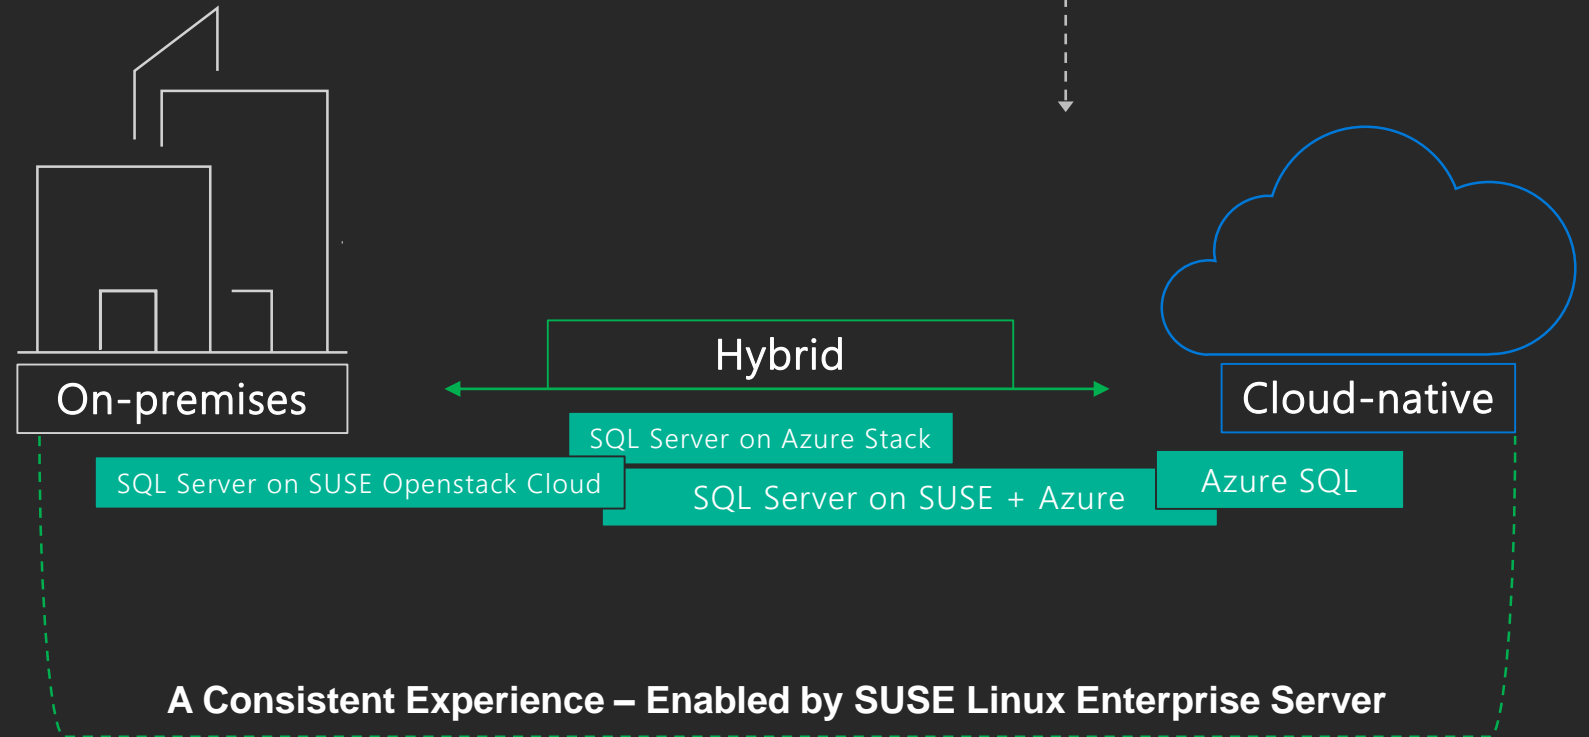 Hybrid
On-premises
Cloud-native
SQL Server on Azure Stack
SQL Server on SUSE Openstack Cloud
SQL Server on SUSE + Azure
Azure SQL
A Consistent Experience – Enabled by SUSE Linux Enterprise Server